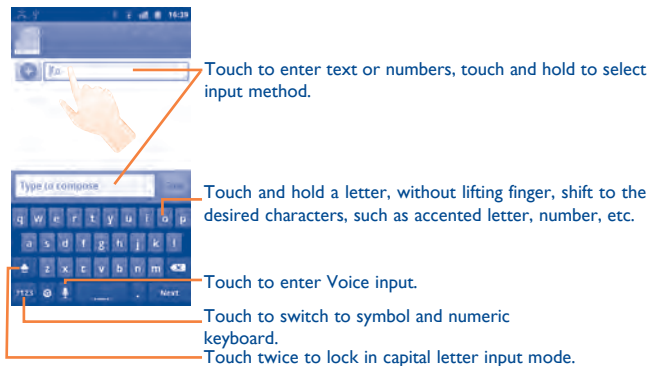 16:39
To
Touch to enter text or numbers, touch and hold to select
input method.
Type to compose
Touch and hold a letter, without lifting finger, shift to the
desired characters, such as accented letter, number, etc.
q w e r t y u i o p
a s d f g h j k l
z x c v b n m
Touch to enter Voice input.
?123 . Next
Touch to switch to symbol and numeric
keyboard.
Touch twice to lock in capital letter input mode.